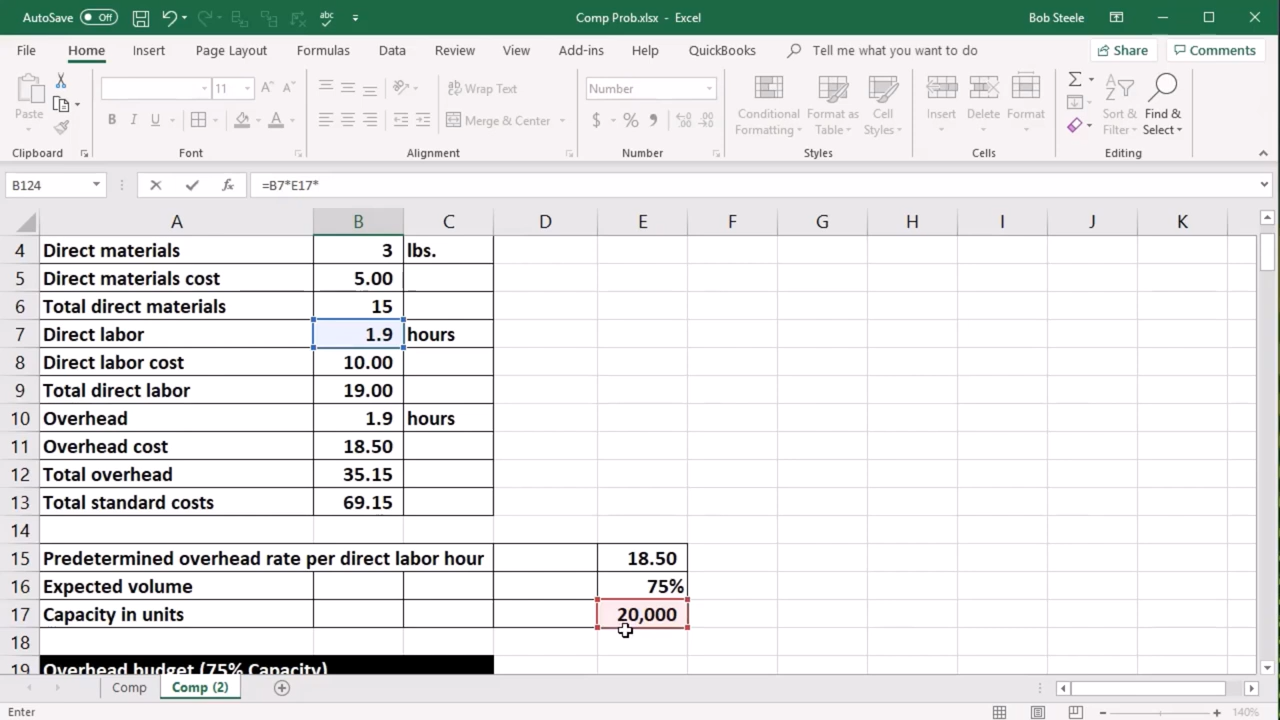 AutoSave Off abc Comp Prob.xlsx - Excel Bob Steele
File Home Insert Page Layout Formulas Data Review View Add-ins Help QuickBooks Tell me what you want to do Share Comments
Paste 11 A A Wrap Text Number Conditional Format as Cell Insert Delete Format Sort & Find &
B I U A Merge & Center $ % Formatting Table Styles Filter Select
Clipboard Font Alignment Number Styles Cells Editing
B124 fx =B7*E17*
A B C D E F G H I J K
4 Direct materials 3 lbs.
5 Direct materials cost 5.00
6 Total direct materials 15
7 Direct labor 1.9 hours
8 Direct labor cost 10.00
9 Total direct labor 19.00
10 Overhead 1.9 hours
11 Overhead cost 18.50
12 Total overhead 35.15
13 Total standard costs 69.15
14
15 Predetermined overhead rate per direct labor hour 18.50
16 Expected volume 75%
17 Capacity in units 20,000
18
19 Overhead budget (75% Capacity)
Comp Comp (2)
Enter 140%